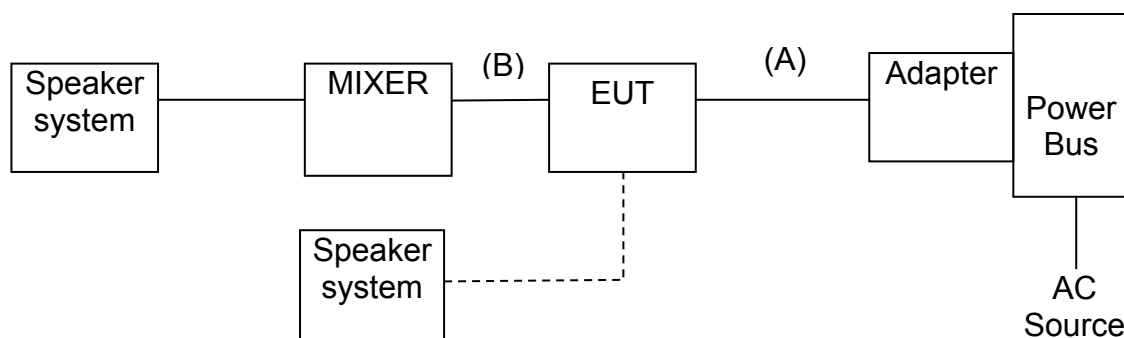 Speaker
system
MIXER
(B)
EUT
(A)
Adapter
Power
Bus
Speaker
system
AC
Source